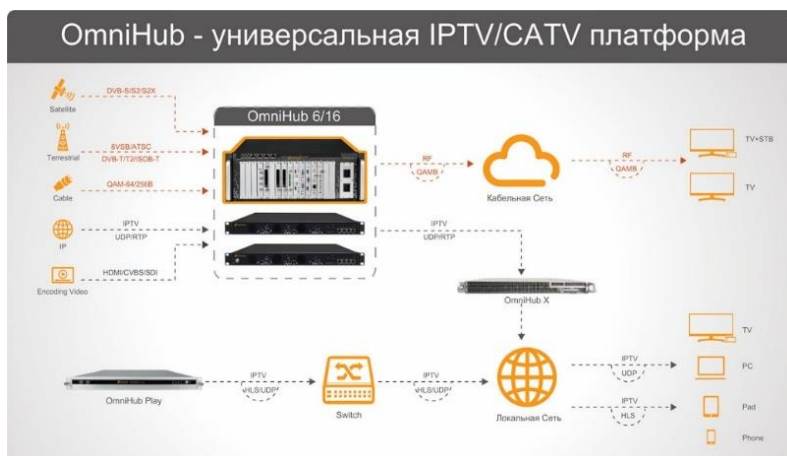 OmniHub - универсальная IPTV/CATV платформа
Satellite
DVB-S/S2/S2X
Terrestrial
8VSB/ATSC
DVB-T/T2/ISDB-T
Cable
QAM-64/256B
IP
IPTV
UDP/RTP
Encoding Video
HDMI/CVBS/SDI
OmniHub 6/16
RF
QAMB
Кабельная Сеть
RF
QAMB
TV+STB
TV
IPTV
UDP/RTP
OmniHub X
OmniHub Play
IPTV
HLS/UDP
Switch
IPTV
HLS/UDP
Локальная Сеть
IPTV
UDP
IPTV
HLS
TV
PC
Pad
Phone